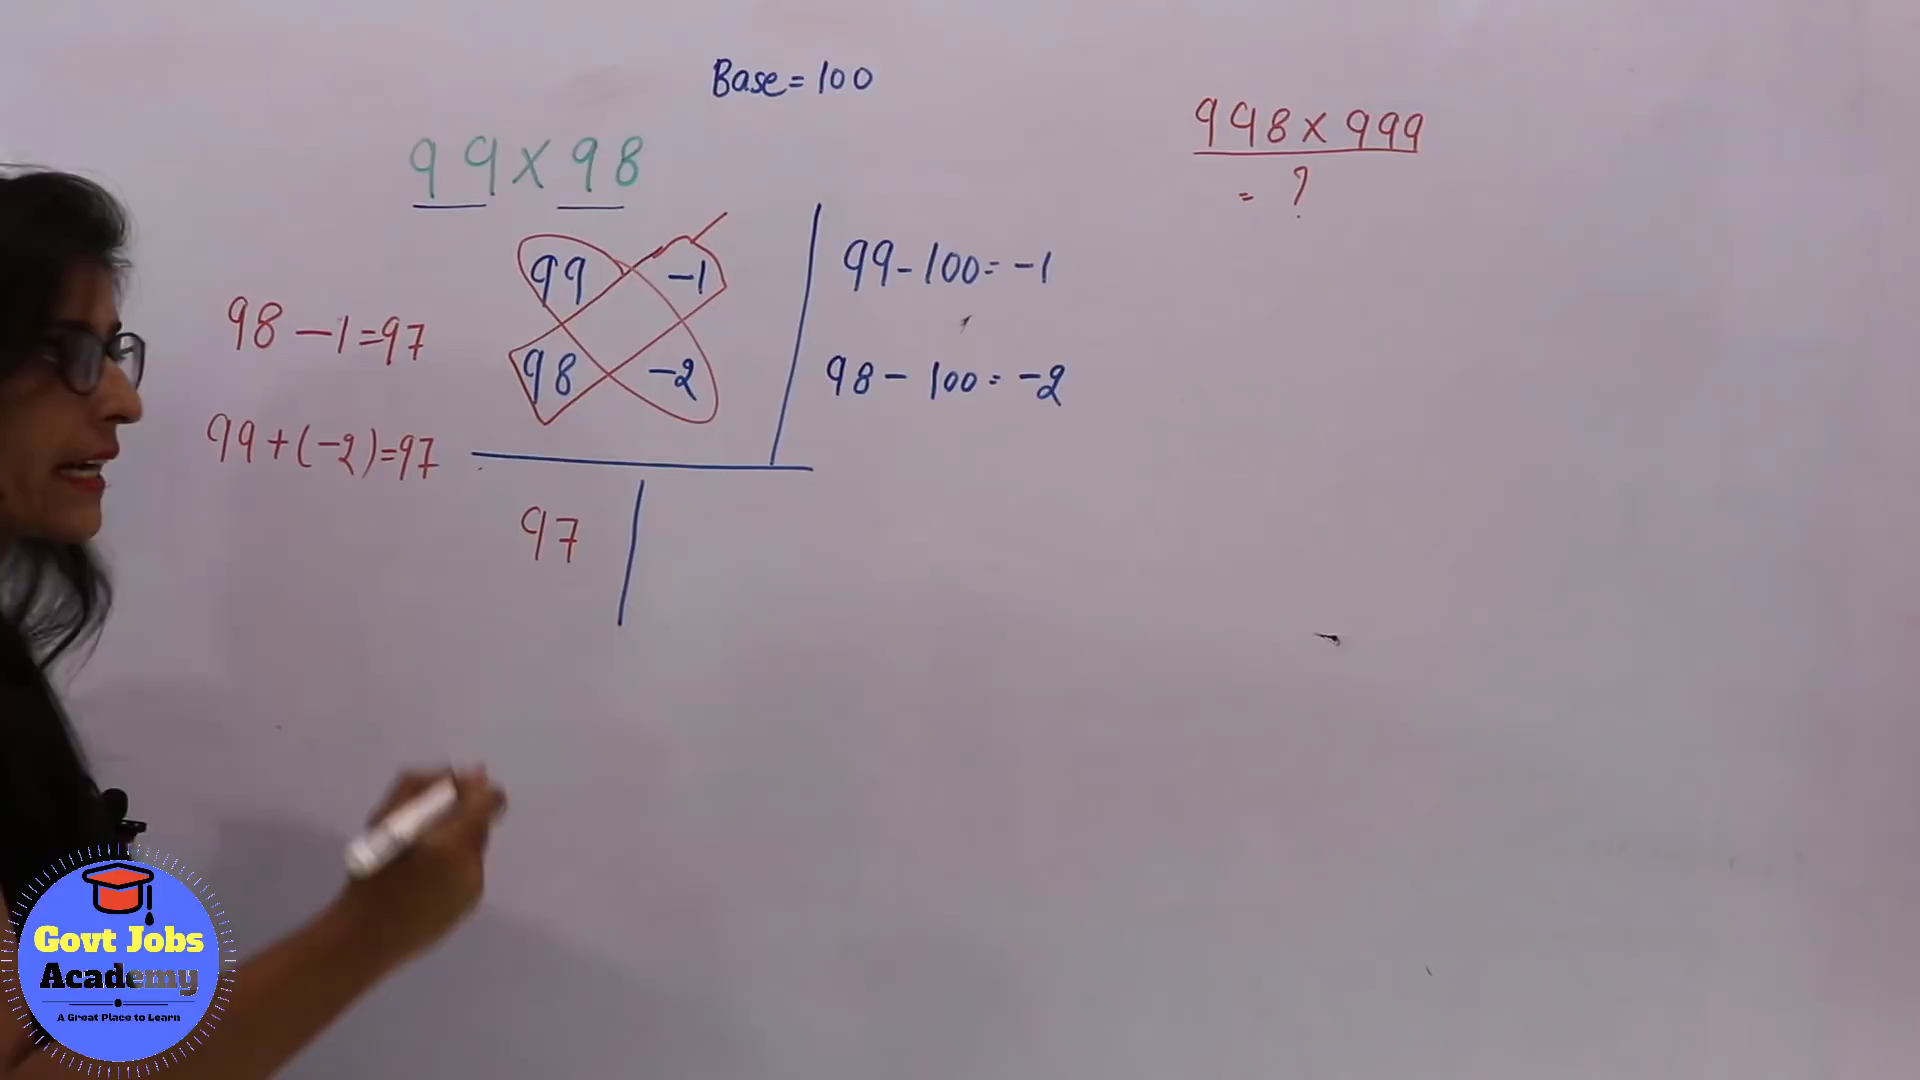 Base = 100
99 x 98
998 x 999
= ?
99 -1
98 -2
99 - 100 = -1
98 - 100 = -2
98 - 1 = 97
99 + (-2) = 97
97
Govt Jobs
Academy
A Great Place to Learn